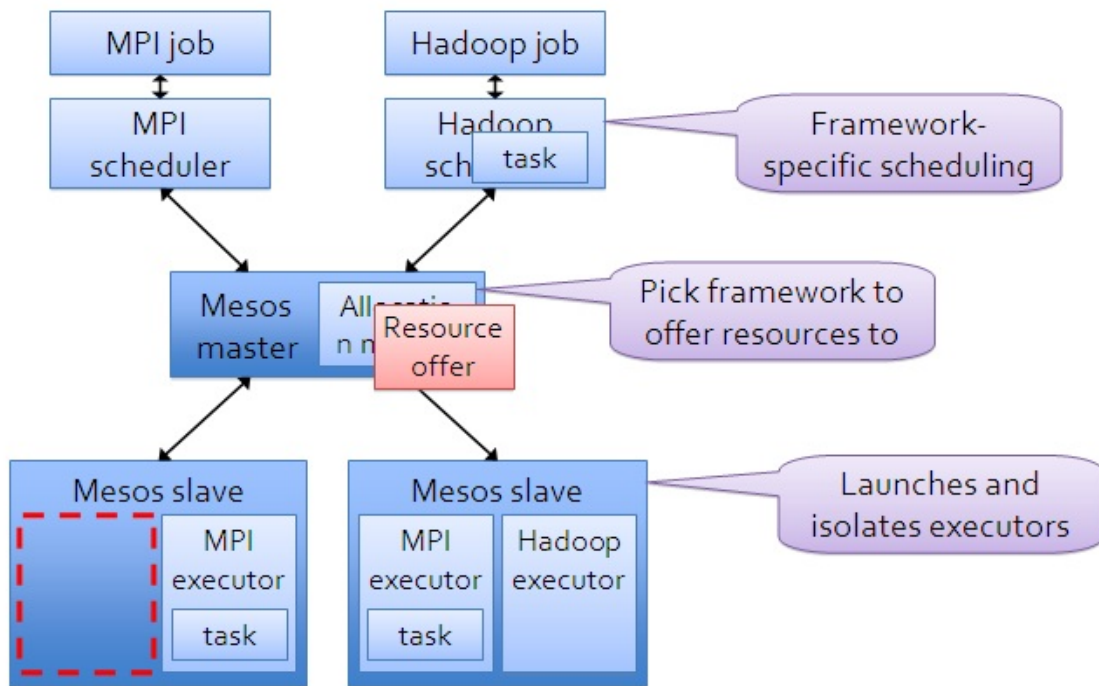 MPI job
Hadoop job
MPI
scheduler
Hadoop
task
Framework-
specific scheduling
Mesos
master
Resource
offer
Pick framework to
offer resources to
Mesos slave
MPI
executor
task
Mesos slave
MPI
executor
task
Hadoop
executor
Launches and
isolates executors